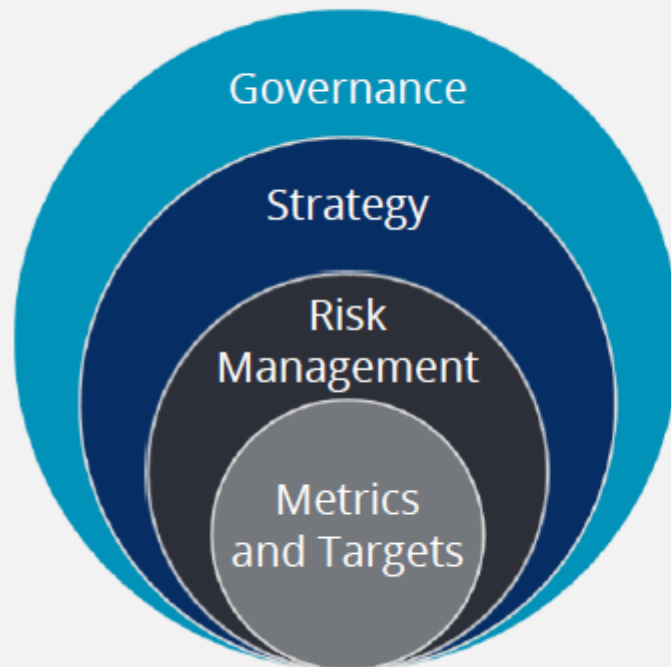 Governance
Strategy
Risk
Management
Metrics
and Targets